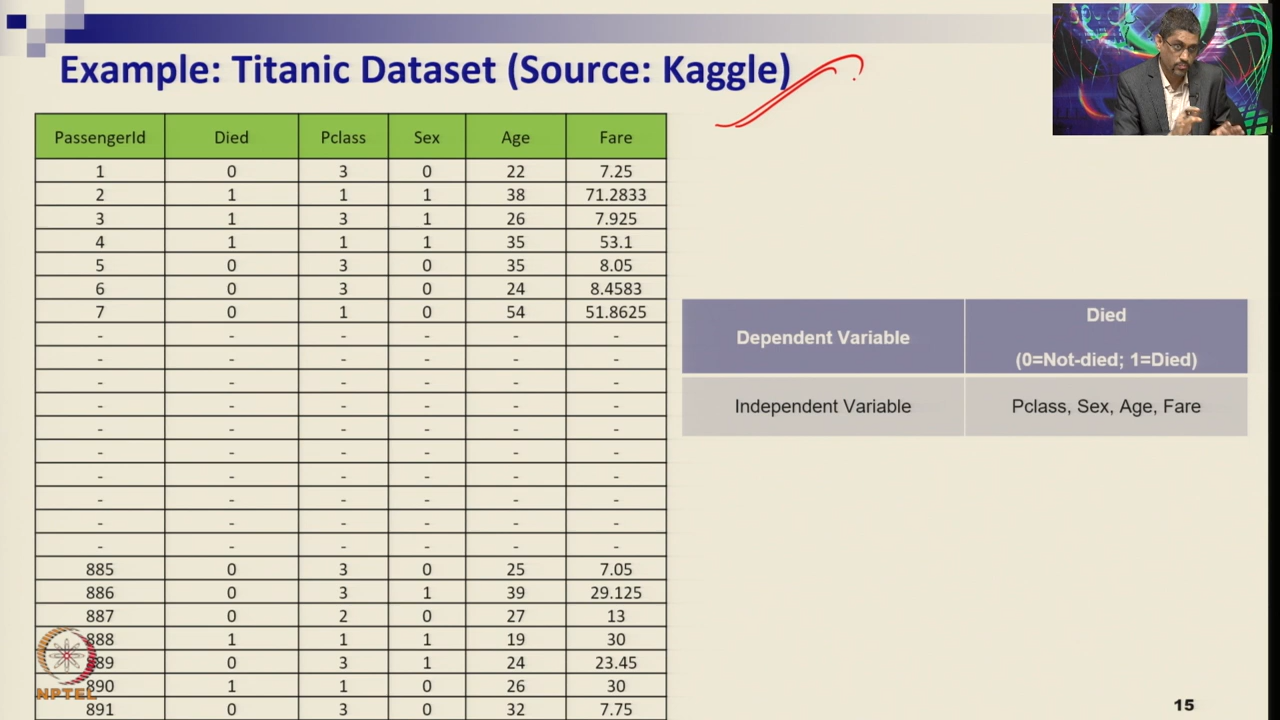 Example: Titanic Dataset (Source: Kaggle)
PassengerId Died Pclass Sex Age Fare
1 0 3 0 22 7.25
2 1 1 1 38 71.2833
3 1 3 1 26 7.925
4 1 1 1 35 53.1
5 0 3 0 35 8.05
6 0 3 0 24 8.4583
7 0 1 0 54 51.8625
- - - - - -
- - - - - -
- - - - - -
- - - - - -
- - - - - -
- - - - - -
- - - - - -
- - - - - -
- - - - - -
- - - - - -
885 0 3 0 25 7.05
886 0 3 1 39 29.125
887 0 2 0 27 13
888 1 1 1 19 30
889 0 3 1 24 23.45
890 1 1 0 26 30
891 0 3 0 32 7.75
Dependent Variable Died
(0=Not-died; 1=Died)
Independent Variable Pclass, Sex, Age, Fare
NPTEL
15